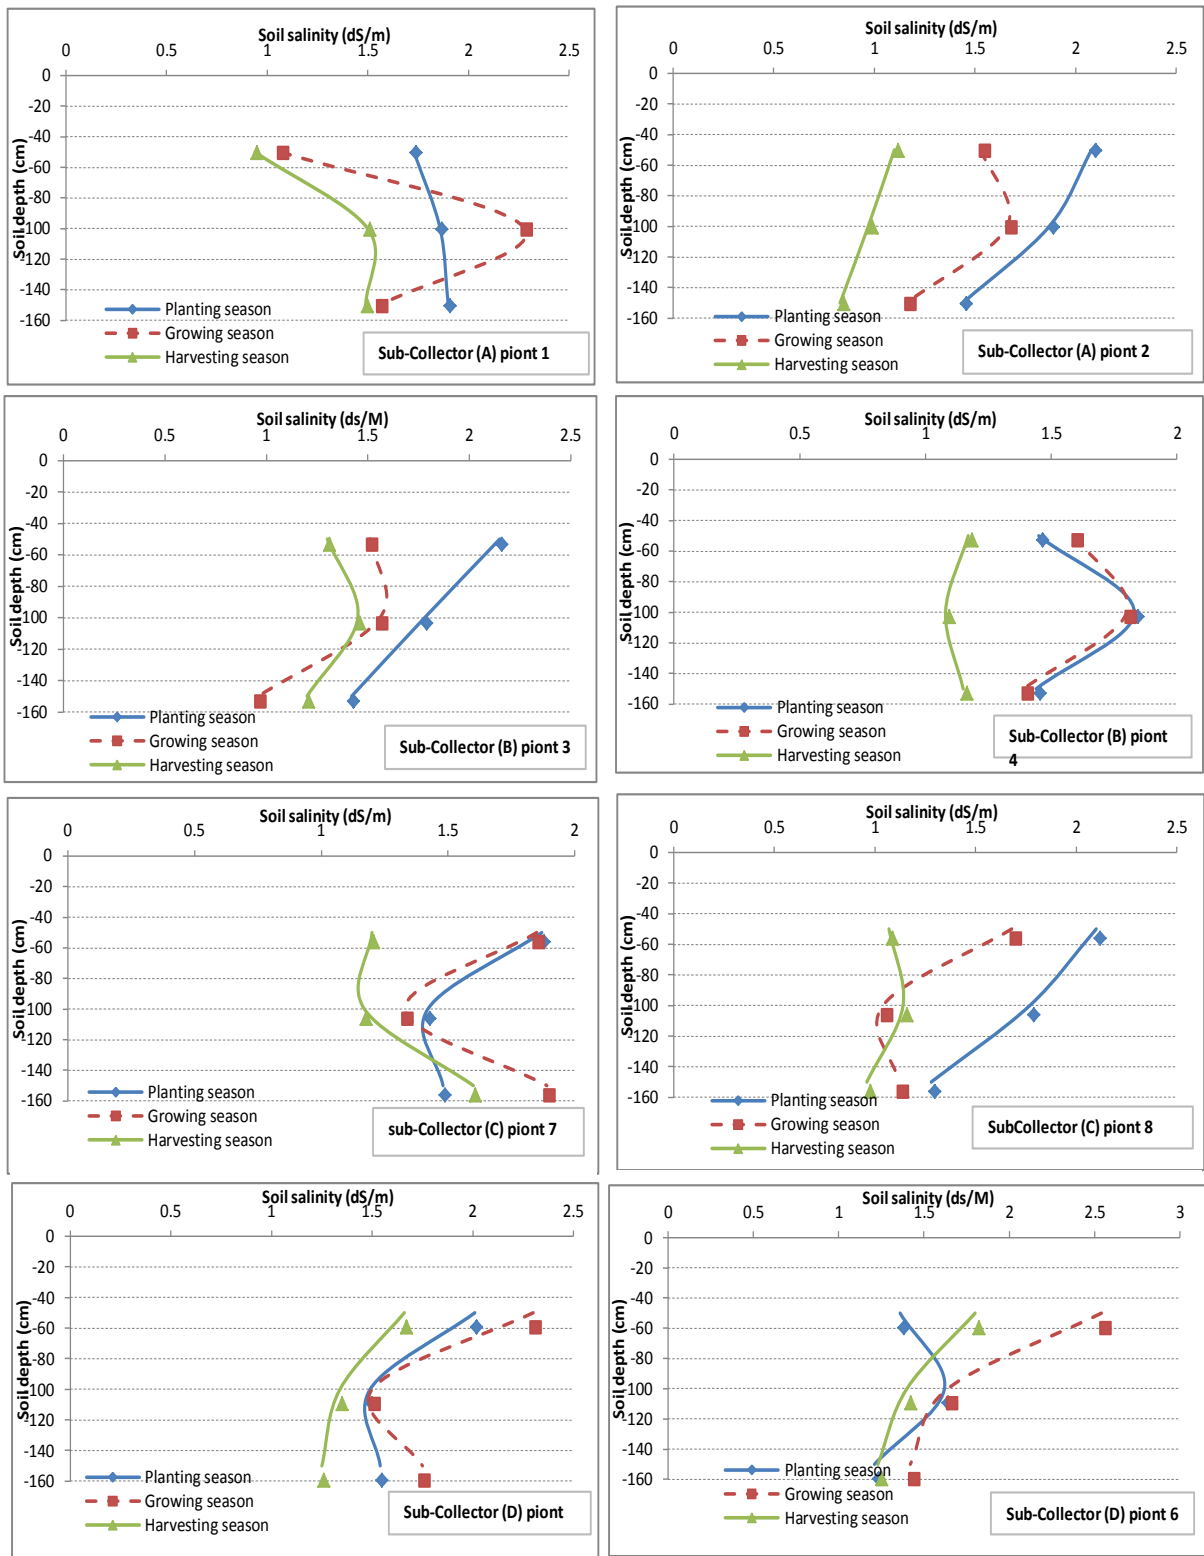 Soil salinity (dS/m)
0 0.5 1 1.5 2 2.5
0
-20
-40
-60
-80
-100
-120
-140
-160
Soil depth (cm)
Planting season
Growing season
Harvesting season
Sub-Collector (A) piont 1
Soil salinity (dS/m)
0 0.5 1 1.5 2 2.5
0
-20
-40
-60
-80
-100
-120
-140
-160
Soil depth (cm)
Planting season
Growing season
Harvesting season
Sub-Collector (A) piont 2
Soil salinity (ds/M)
0 0.5 1 1.5 2 2.5
0
-20
-40
-60
-80
-100
-120
-140
-160
Soil depth (cm)
Planting season
Growing season
Harvesting season
Sub-Collector (B) piont 3
Soil salinity (dS/m)
0 0.5 1 1.5 2
0
-20
-40
-60
-80
-100
-120
-140
-160
Soil depth (cm)
Planting season
Growing season
Harvesting season
Sub-Collector (B) piont
4
Soil salinity (dS/m)
0 0.5 1 1.5 2
0
-20
-40
-60
-80
-100
-120
-140
-160
Soil depth (cm)
Planting season
Growing season
Harvesting season
sub-Collector (C) piont 7
Soil salinity (dS/m)
0 0.5 1 1.5 2 2.5
0
-20
-40
-60
-80
-100
-120
-140
-160
Soil depth (cm)
Planting season
Growing season
Harvesting season
SubCollector (C) piont 8
Soil salinity (dS/m)
0 0.5 1 1.5 2 2.5
0
-20
-40
-60
-80
-100
-120
-140
-160
Soil depth (cm)
Planting season
Growing season
Harvesting season
Sub-Collector (D) piont
Soil salinity (ds/M)
0 0.5 1 1.5 2 2.5 3
0
-20
-40
-60
-80
-100
-120
-140
-160
Soil depth (cm)
Planting season
Growing season
Harvesting season
Sub-Collector (D) piont 6